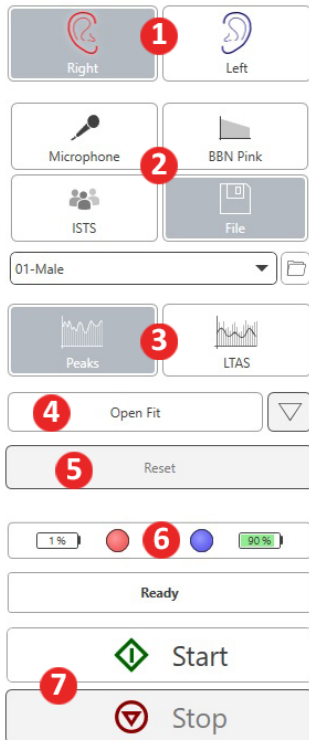 1
Right Left
Microphone BBN Pink
2
ISTS File
01-Male
3
Peaks LTAS
4 Open Fit
5 Reset
1 % 6 90 %
Ready
Start
7
Stop